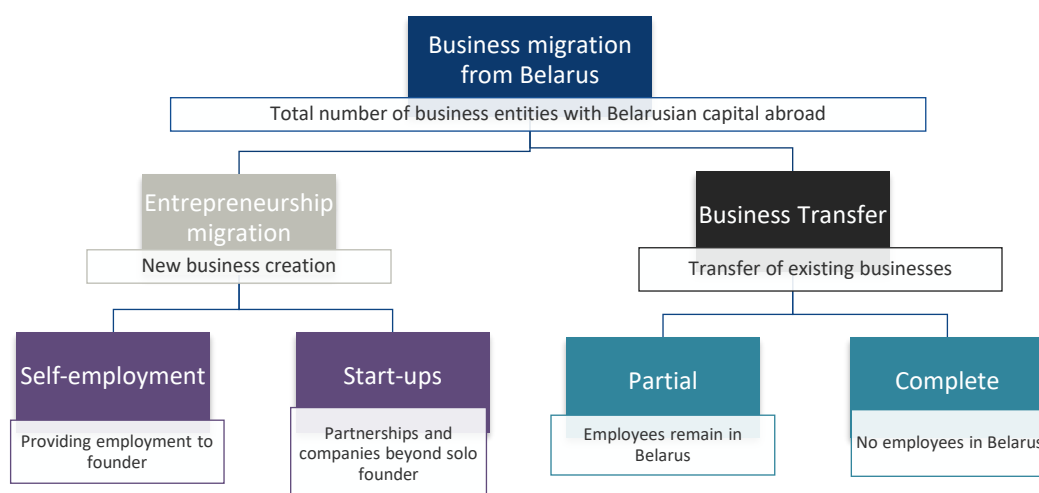 Business migration
from Belarus
Total number of business entities with Belarusian capital abroad
Entrepreneurship
migration
New business creation
Business Transfer
Transfer of existing businesses
Self-employment
Providing employment to
founder
Start-ups
Partnerships and
companies beyond solo
founder
Partial
Employees remain in
Belarus
Complete
No employees in Belarus